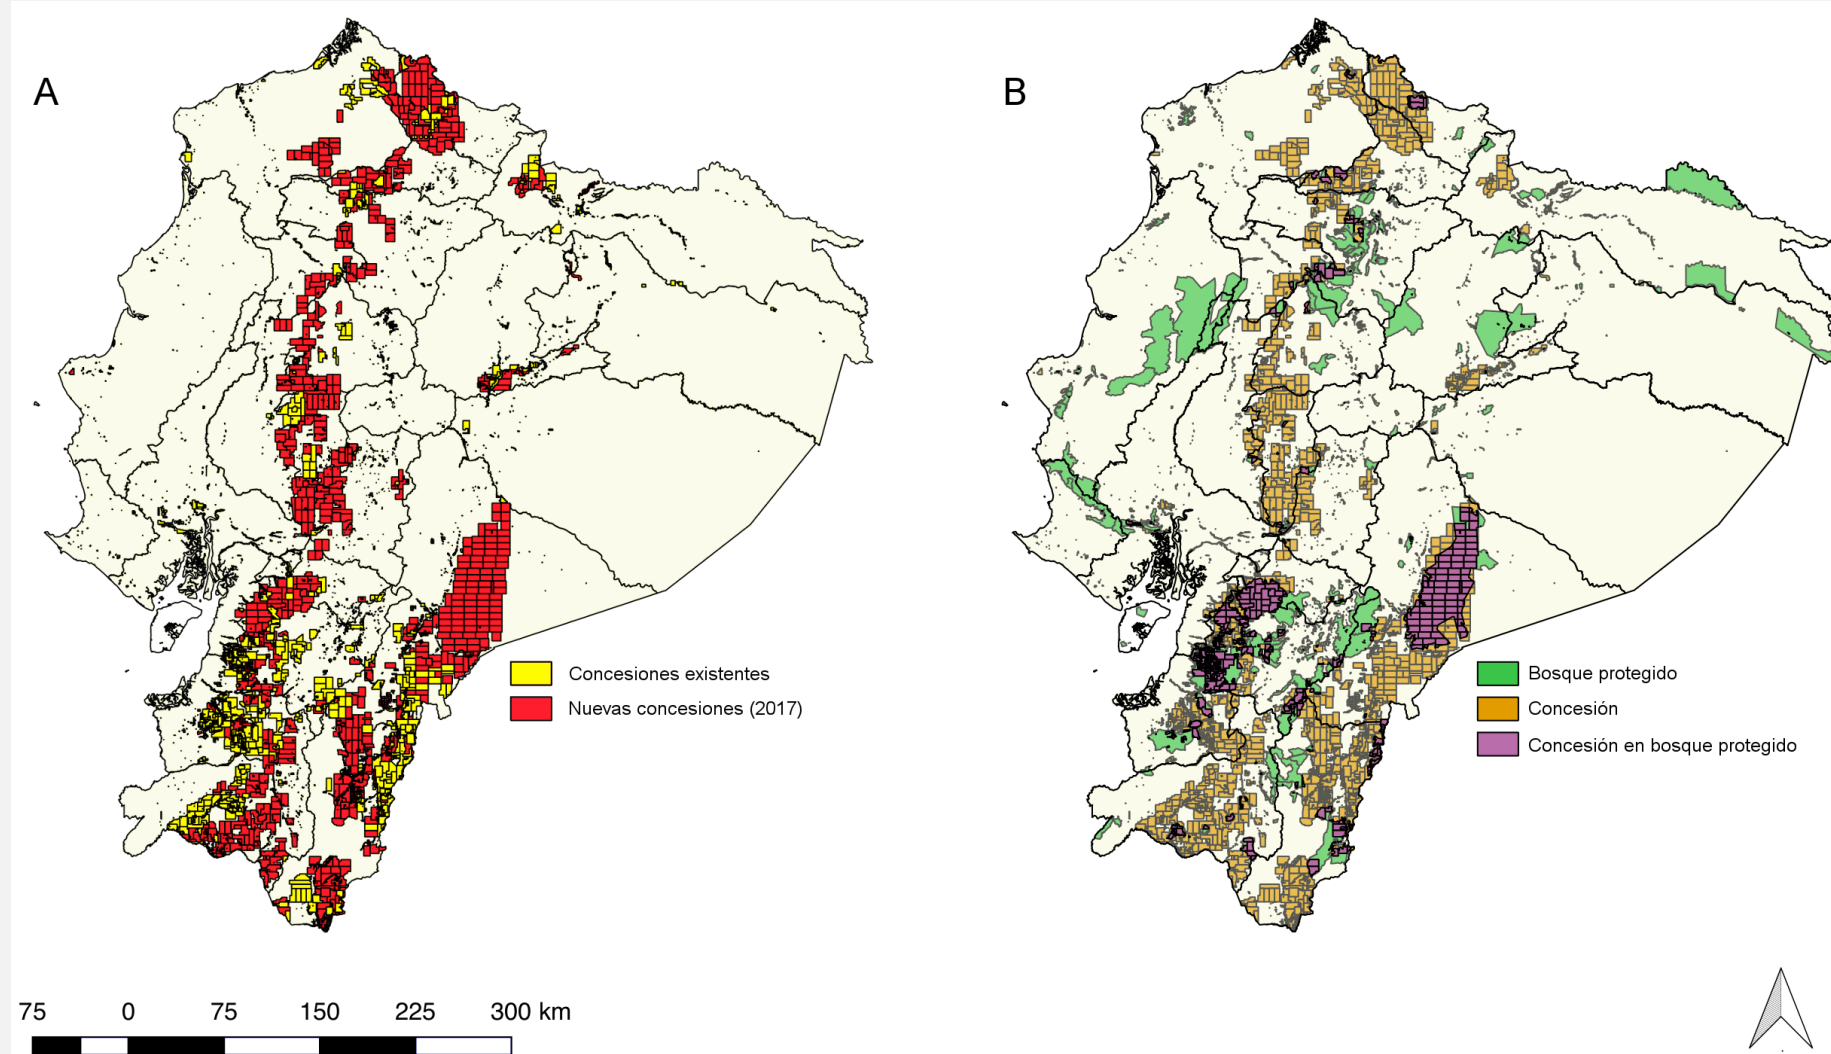 A
B
Concesiones existentes
Nuevas concesiones (2017)
Bosque protegido
Concesión
Concesión en bosque protegido
75 0 75 150 225 300 km